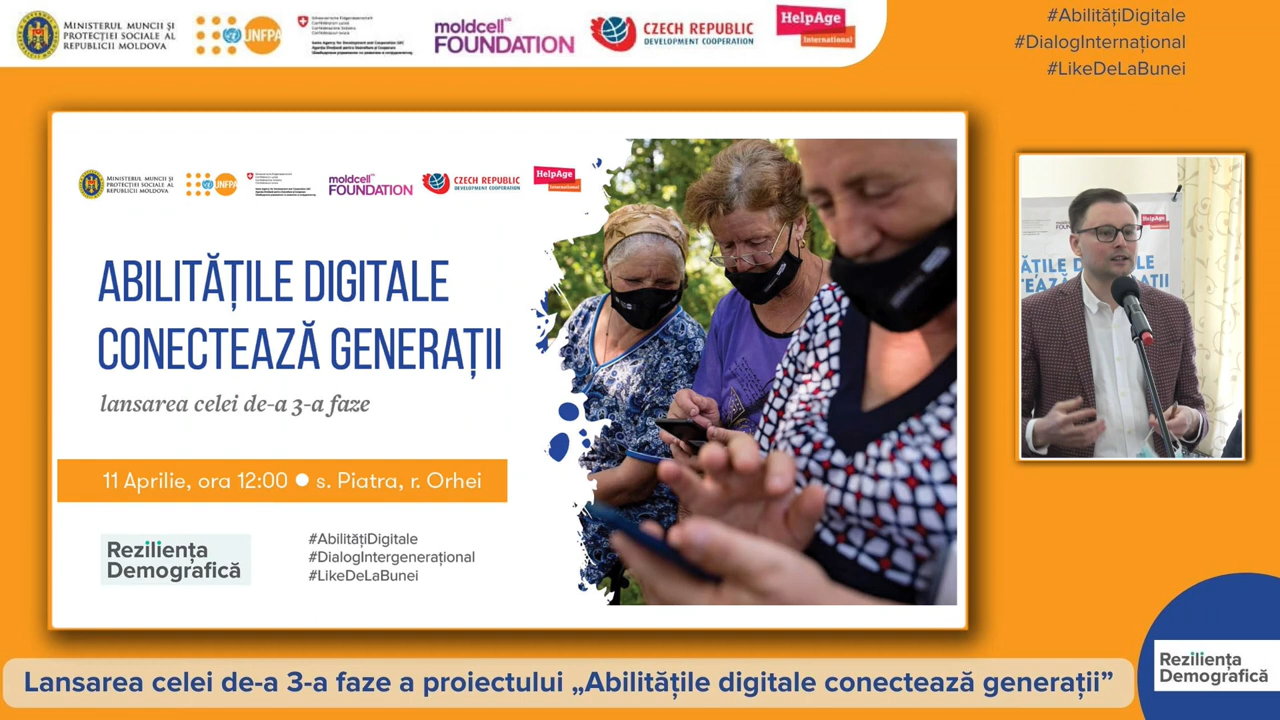 MINISTERUL MUNCII ȘI
PROTECȚIEI SOCIALE AL
REPUBLICII MOLDOVA
UNFPA
moldcell
FOUNDATION
CZECH REPUBLIC
DEVELOPMENT COOPERATION
HelpAge
International
#AbilitățiDigitale
#DialogInternațional
#LikeDeLaBunei
MINISTERUL MUNCII ȘI
PROTECȚIEI SOCIALE AL
REPUBLICII MOLDOVA
UNFPA
moldcell
FOUNDATION
CZECH REPUBLIC
DEVELOPMENT COOPERATION
HelpAge
International
ABILITĂȚILE DIGITALE
CONECTEAZĂ GENERAȚII
lansarea celei de-a 3-a faze
11 Aprilie, ora 12:00 ● s. Piatra, r. Orhei
Reziliența
Demografică
#AbilitățiDigitale
#DialogIntergenerațional
#LikeDeLaBunei
HelpAge
Lansarea celei de-a 3-a faze a proiectului „Abilitățile digitale conectează generații”
Reziliența
Demografică